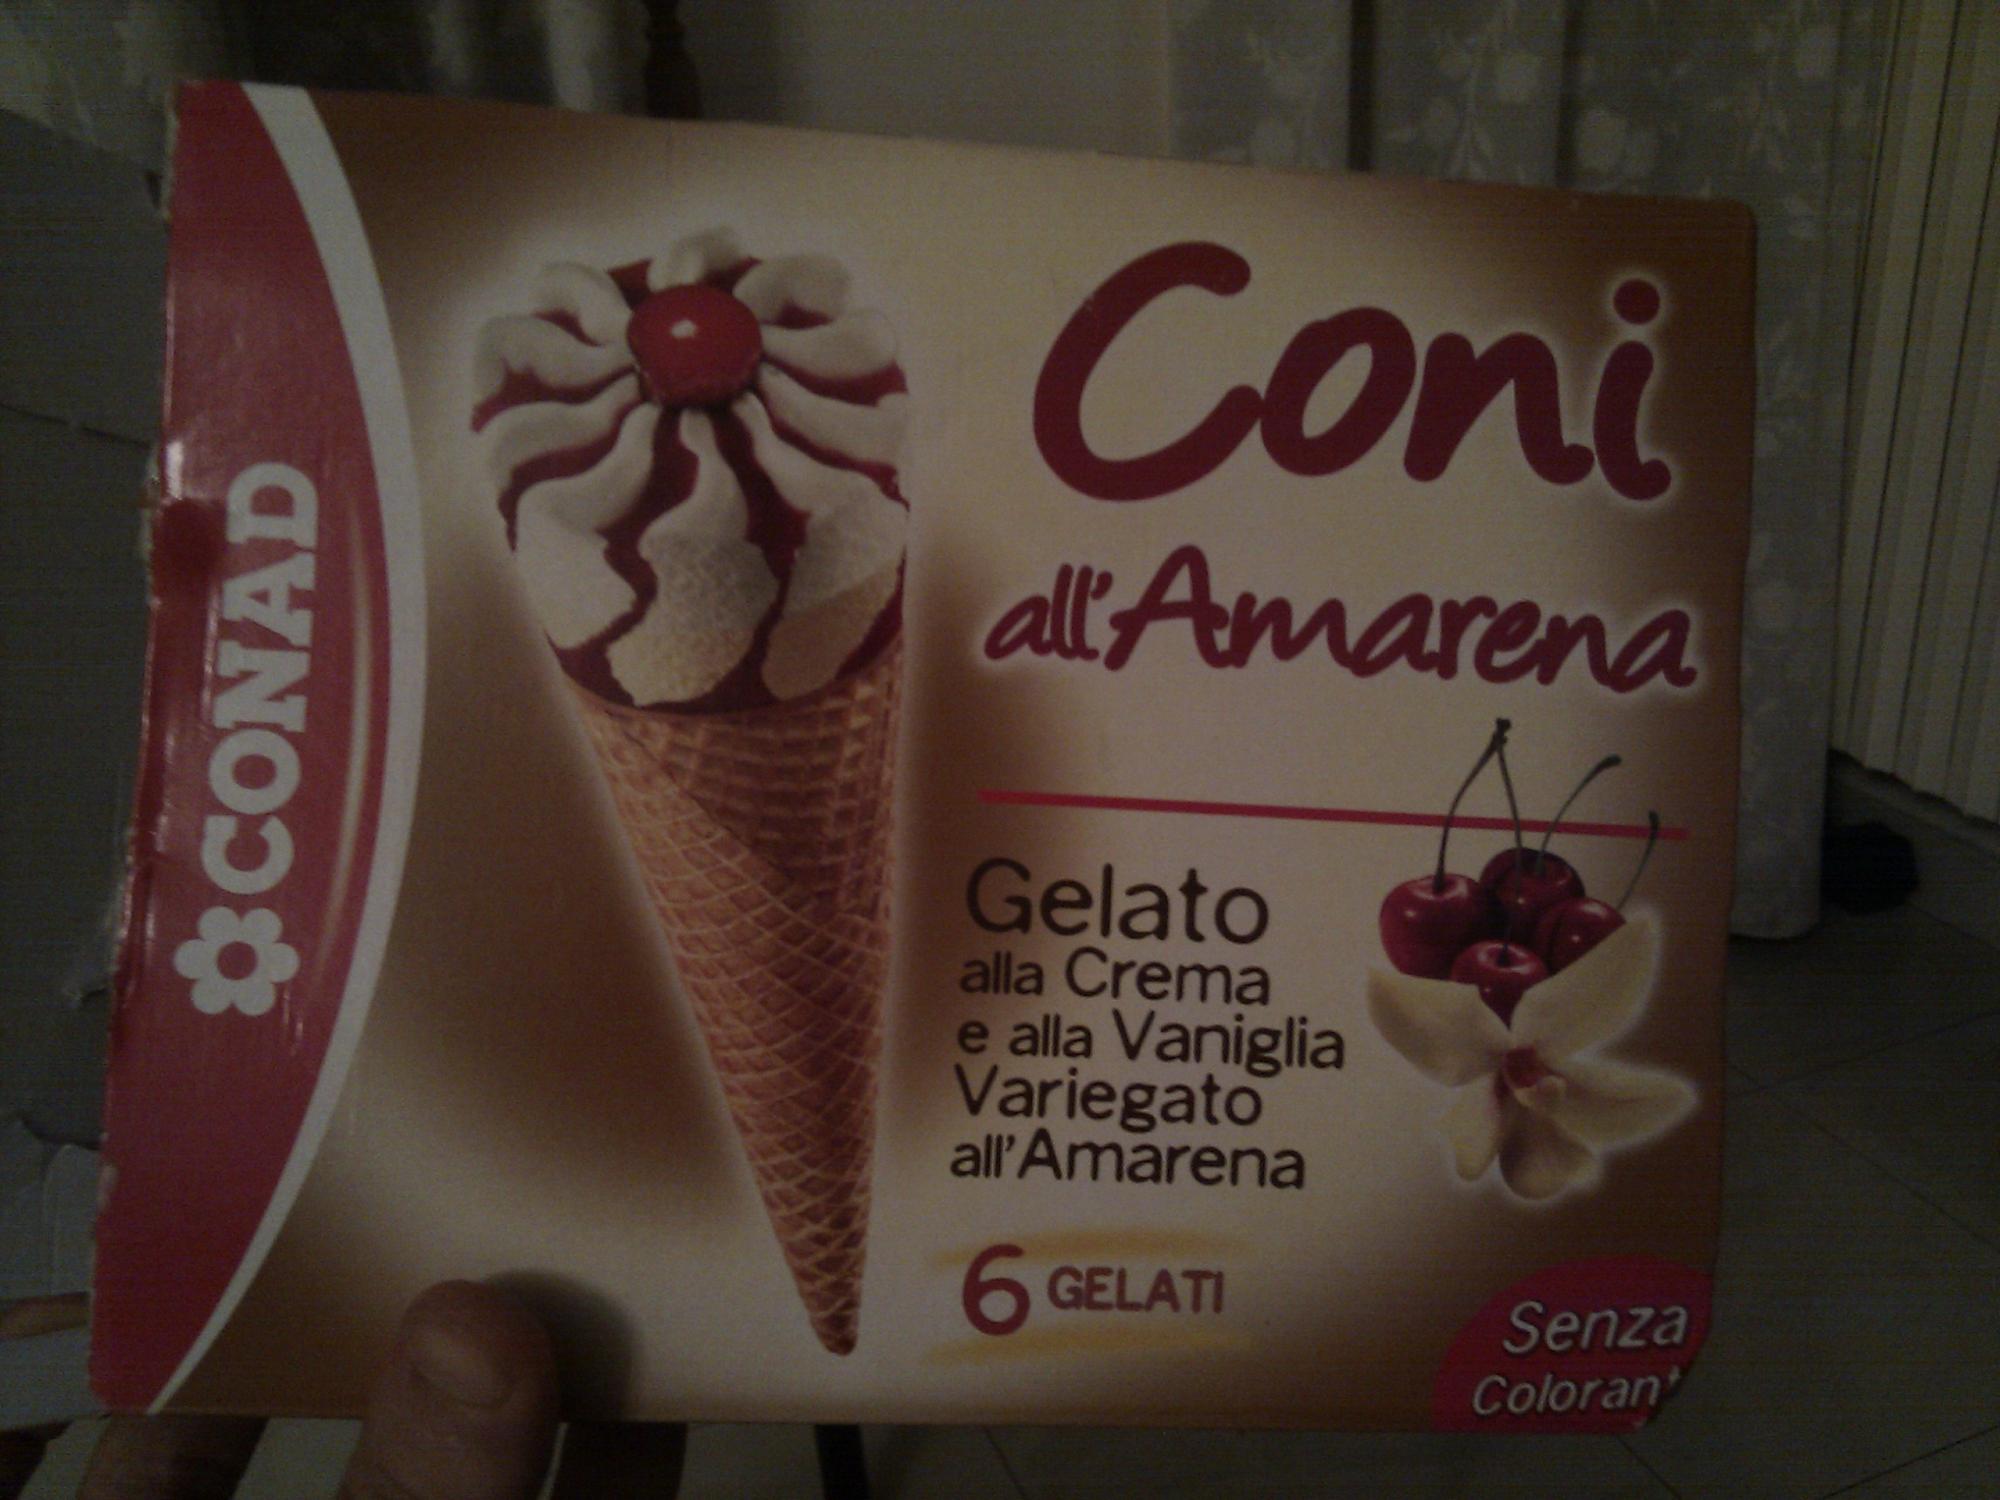 CONAD
Coni
all'Amarena
Gelato
alla Crema
e alla Vaniglia
Variegato
all'Amarena
6 GELATI
Senza